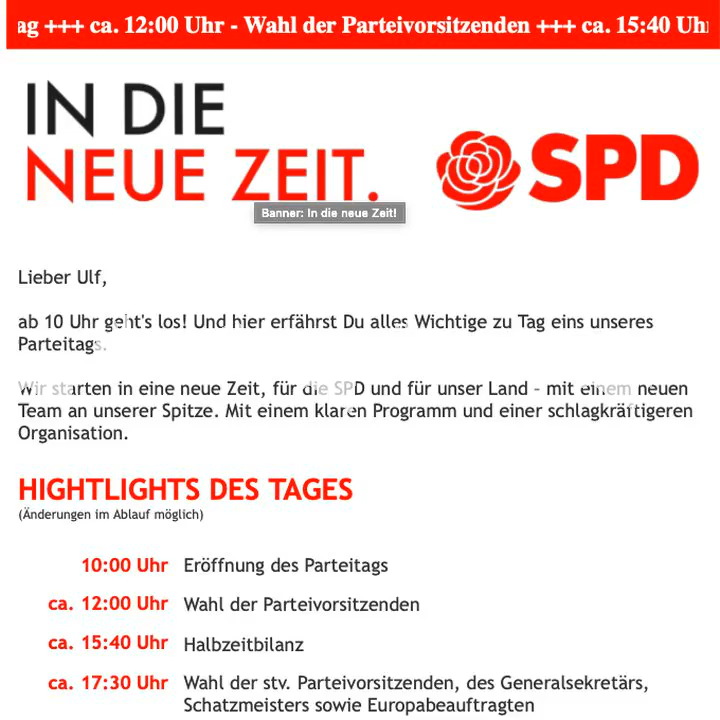 ag +++ ca. 12:00 Uhr - Wahl der Parteivorsitzenden +++ ca. 15:40 Uhr
IN DIE
NEUE ZEIT.
SPD
Banner: In die neue Zeit!
Lieber Ulf,
ab 10 Uhr geht's los! Und hier erfährst Du alles Wichtige zu Tag eins unseres
Parteitags.
Wir starten in eine neue Zeit, für die SPD und für unser Land – mit einem neuen
Team an unserer Spitze. Mit einem klaren Programm und einer schlagkräftigeren
Organisation.
HIGHTLIGHTS DES TAGES
(Änderungen im Ablauf möglich)
10:00 Uhr Eröffnung des Parteitags
ca. 12:00 Uhr Wahl der Parteivorsitzenden
ca. 15:40 Uhr Halbzeitbilanz
ca. 17:30 Uhr Wahl der stv. Parteivorsitzenden, des Generalsekretärs,
Schatzmeisters sowie Europabeauftragten